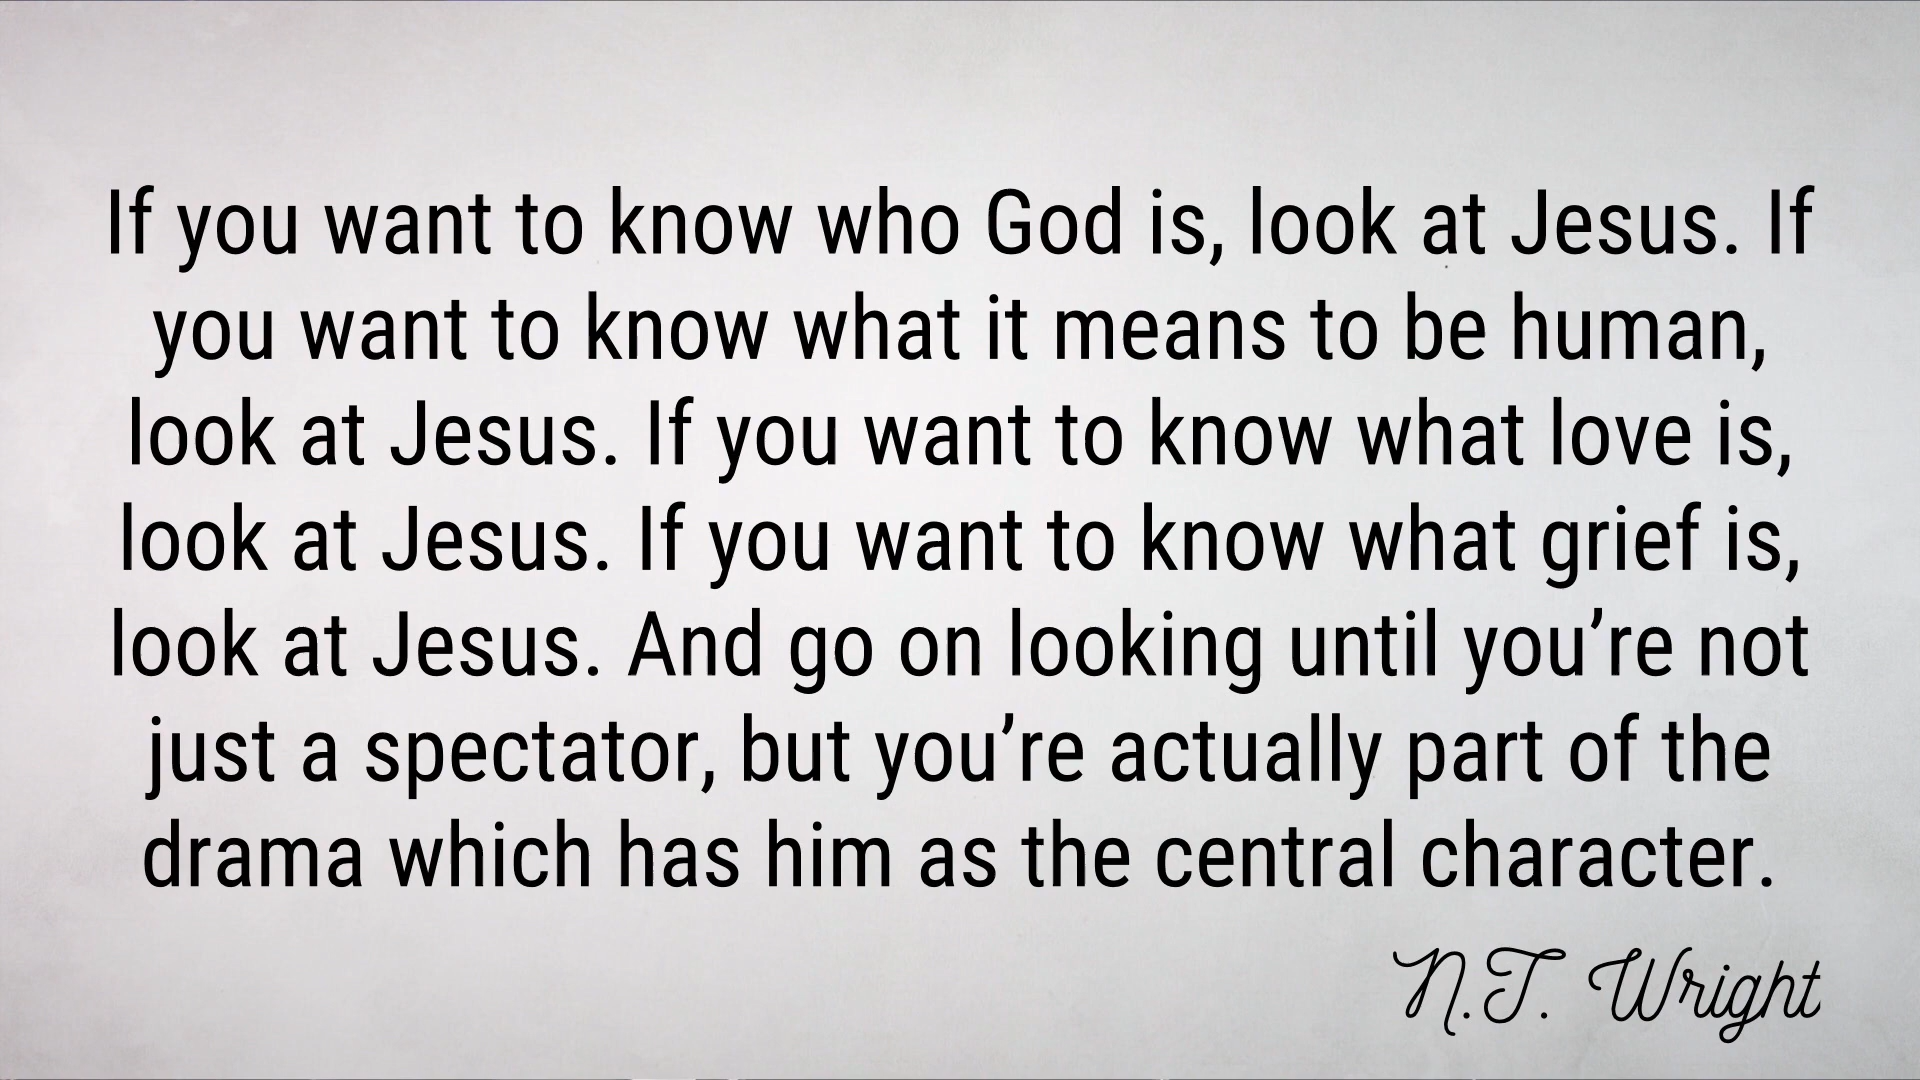 If you want to know who God is, look at Jesus. If
you want to know what it means to be human,
look at Jesus. If you want to know what love is,
look at Jesus. If you want to know what grief is,
look at Jesus. And go on looking until you’re not
just a spectator, but you’re actually part of the
drama which has him as the central character.
N.T. Wright